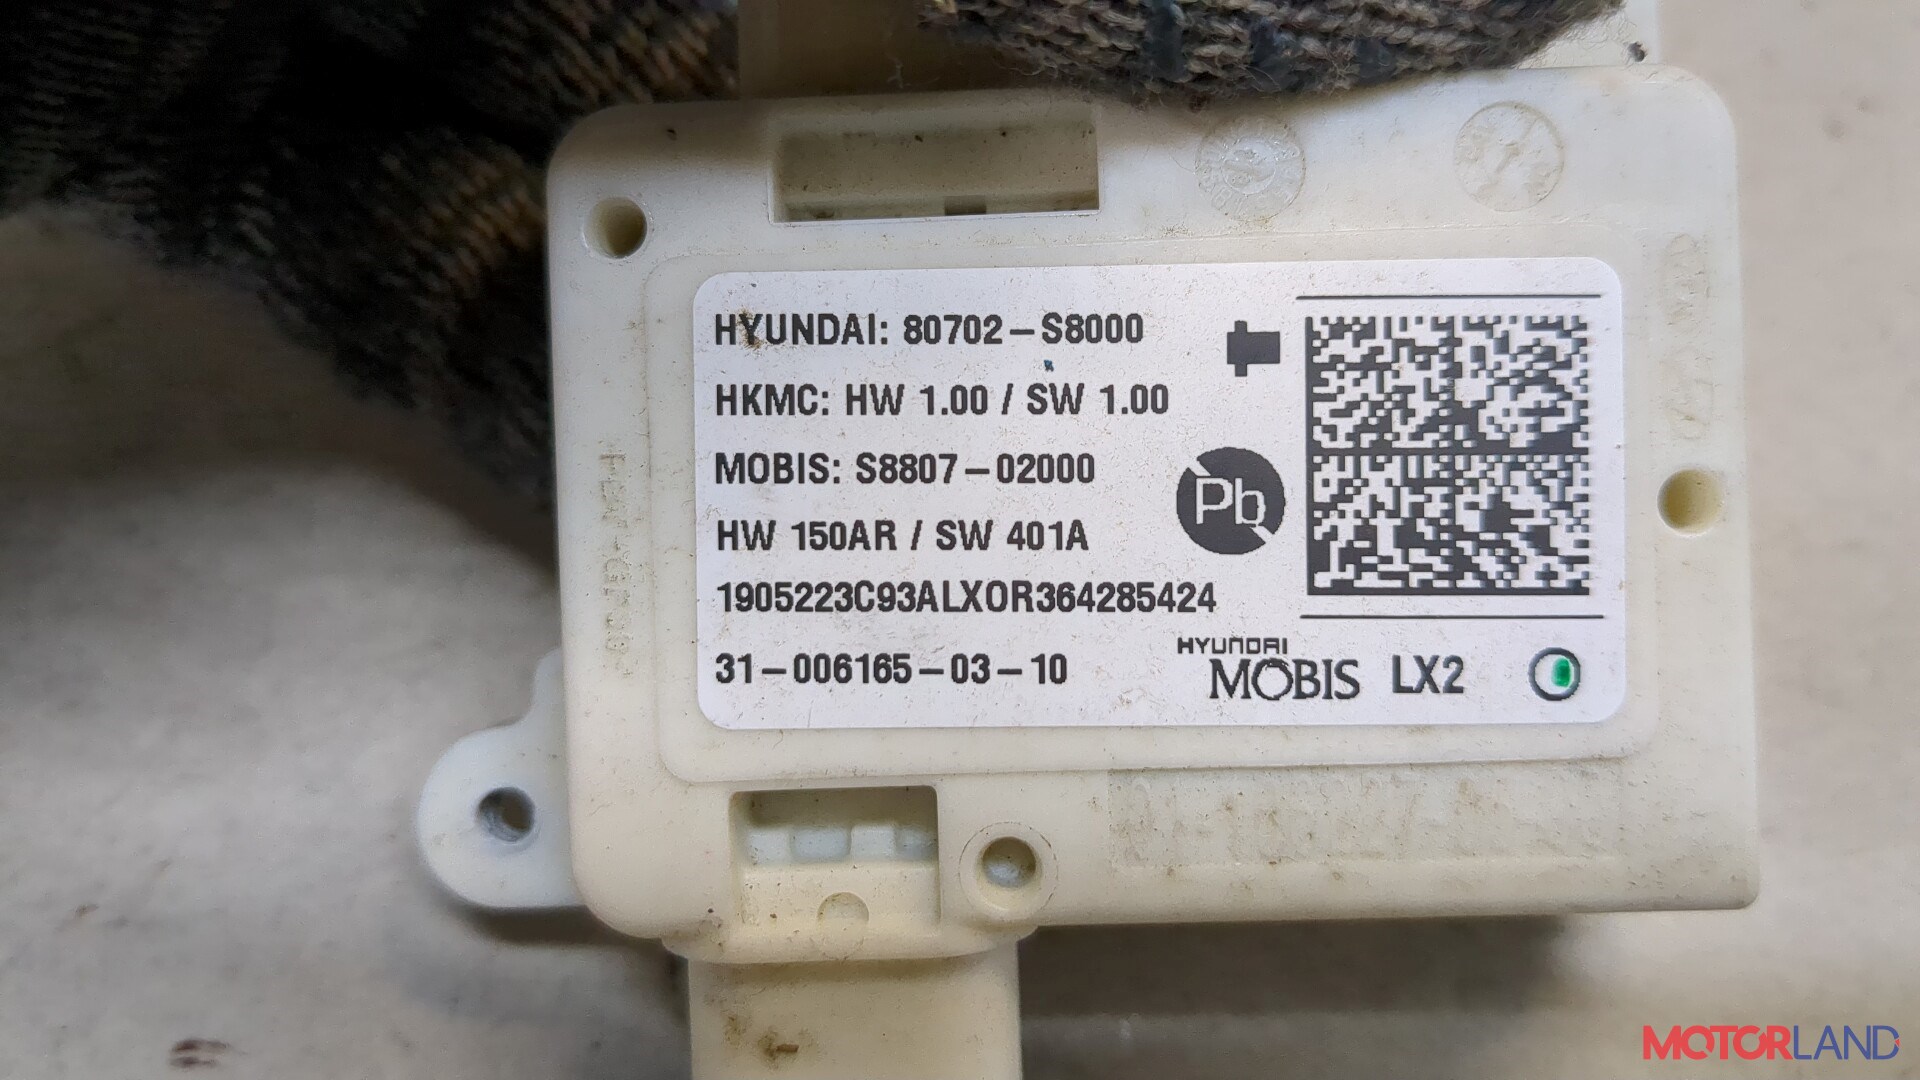 HYUNDAI: 80702-S8000
HKMC: HW 1.00 / SW 1.00
MOBIS: S8807-02000
HW 150AR / SW 401A
Pb
1905223C93ALXOR364285424
31-006165-03-10
HYUNDAI
MOBIS LX2
MOTORLAND